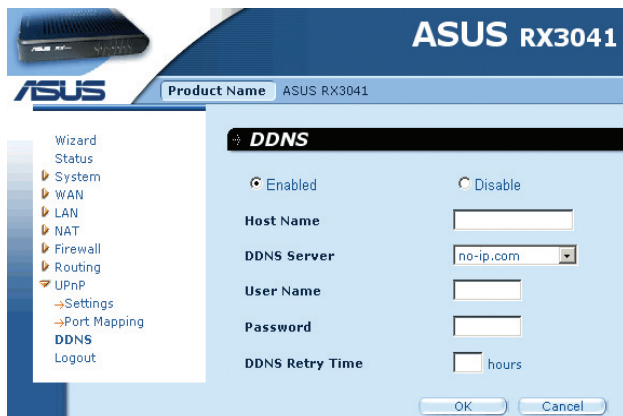 ASUS RX3041
ASUS
Product Name ASUS RX3041
Wizard
Status
System
WAN
LAN
NAT
Firewall
Routing
UPnP
→Settings
→Port Mapping
DDNS
Logout
DDNS
Enabled Disable
Host Name
DDNS Server no-ip.com
User Name
Password
DDNS Retry Time hours
OK Cancel